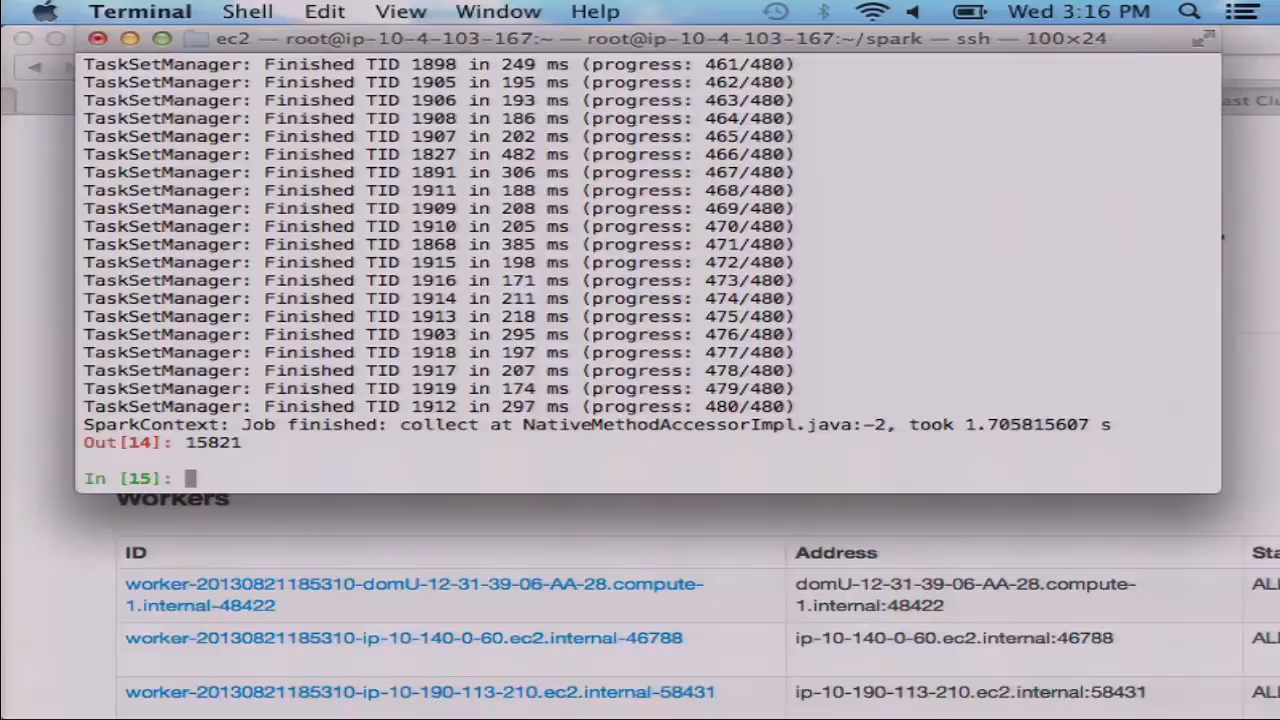 Terminal Shell Edit View Window Help Wed 3:16 PM
ec2 — root@ip-10-4-103-167:~ — root@ip-10-4-103-167:~/spark — ssh — 100×24
TaskSetManager: Finished TID 1898 in 249 ms (progress: 461/480)
TaskSetManager: Finished TID 1905 in 195 ms (progress: 462/480)
TaskSetManager: Finished TID 1906 in 193 ms (progress: 463/480)
TaskSetManager: Finished TID 1908 in 186 ms (progress: 464/480)
TaskSetManager: Finished TID 1907 in 202 ms (progress: 465/480)
TaskSetManager: Finished TID 1827 in 482 ms (progress: 466/480)
TaskSetManager: Finished TID 1891 in 306 ms (progress: 467/480)
TaskSetManager: Finished TID 1911 in 188 ms (progress: 468/480)
TaskSetManager: Finished TID 1909 in 208 ms (progress: 469/480)
TaskSetManager: Finished TID 1910 in 205 ms (progress: 470/480)
TaskSetManager: Finished TID 1868 in 385 ms (progress: 471/480)
TaskSetManager: Finished TID 1915 in 198 ms (progress: 472/480)
TaskSetManager: Finished TID 1916 in 171 ms (progress: 473/480)
TaskSetManager: Finished TID 1914 in 211 ms (progress: 474/480)
TaskSetManager: Finished TID 1913 in 218 ms (progress: 475/480)
TaskSetManager: Finished TID 1903 in 295 ms (progress: 476/480)
TaskSetManager: Finished TID 1918 in 197 ms (progress: 477/480)
TaskSetManager: Finished TID 1917 in 207 ms (progress: 478/480)
TaskSetManager: Finished TID 1919 in 174 ms (progress: 479/480)
TaskSetManager: Finished TID 1912 in 297 ms (progress: 480/480)
SparkContext: Job finished: collect at NativeMethodAccessorImpl.java:-2, took 1.705815607 s
Out[14]: 15821
In [15]:
Workers
ID Address
worker-20130821185310-domU-12-31-39-06-AA-28.compute- domU-12-31-39-06-AA-28.compute-
1.internal-48422 1.internal:48422
worker-20130821185310-ip-10-140-0-60.ec2.internal-46788 ip-10-140-0-60.ec2.internal:46788
worker-20130821185310-ip-10-190-113-210.ec2.internal-58431 ip-10-190-113-210.ec2.internal:58431